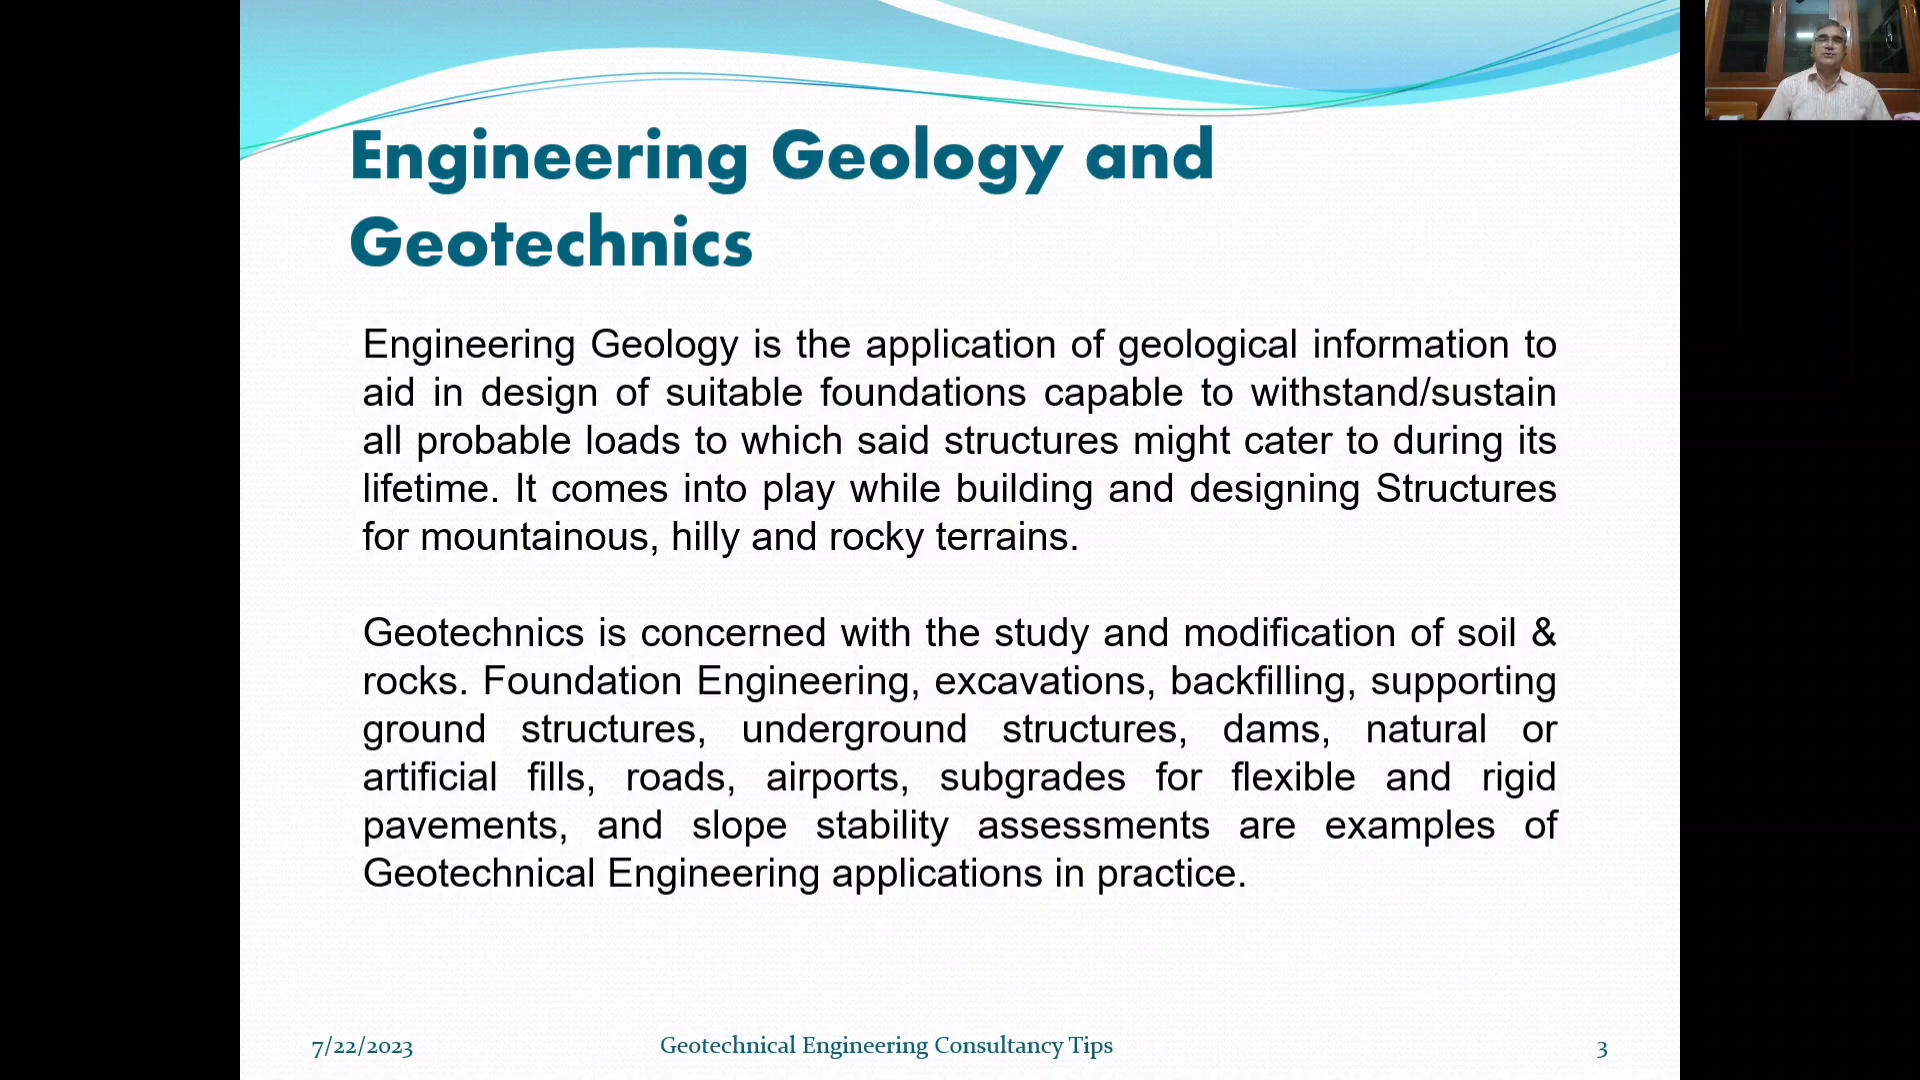 Engineering Geology and
Geotechnics
Engineering Geology is the application of geological information to
aid in design of suitable foundations capable to withstand/sustain
all probable loads to which said structures might cater to during its
lifetime. It comes into play while building and designing Structures
for mountainous, hilly and rocky terrains.
Geotechnics is concerned with the study and modification of soil &
rocks. Foundation Engineering, excavations, backfilling, supporting
ground structures, underground structures, dams, natural or
artificial fills, roads, airports, subgrades for flexible and rigid
pavements, and slope stability assessments are examples of
Geotechnical Engineering applications in practice.
7/22/2023
Geotechnical Engineering Consultancy Tips
3